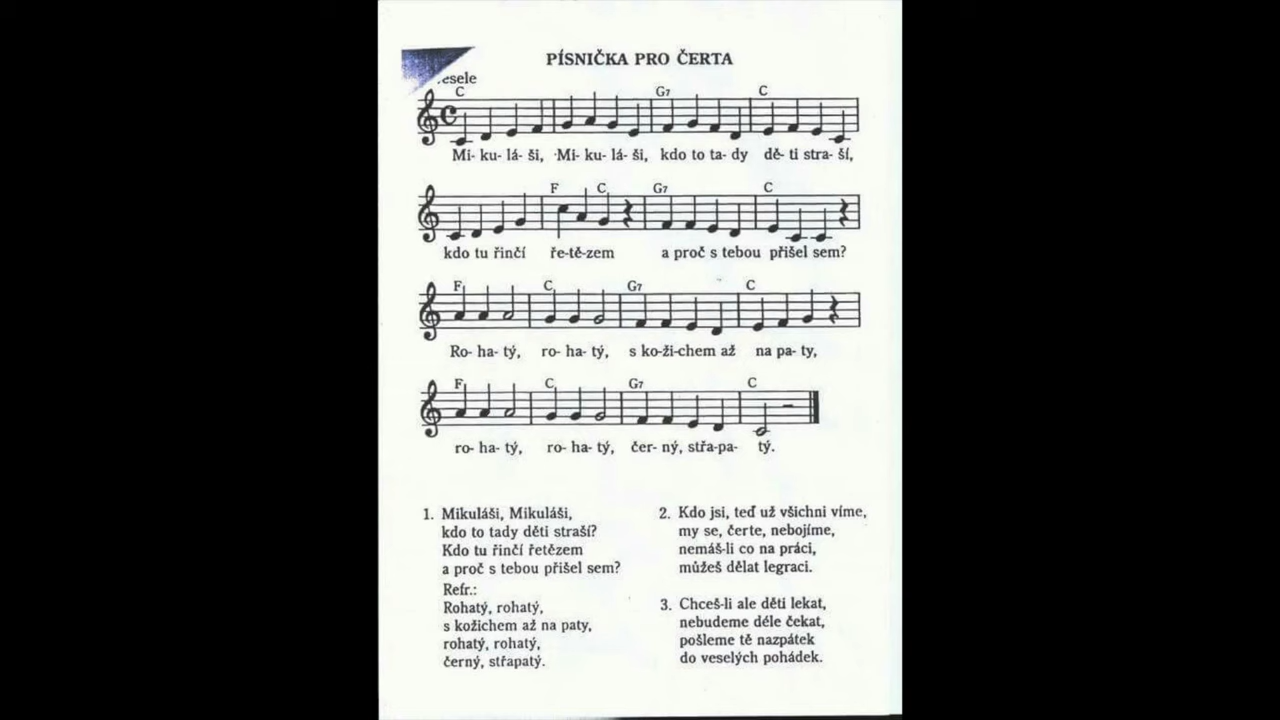 PÍSNIČKA PRO ČERTA
esele
C G7 C
Mi- ku- lá- ši, Mi- ku- lá- ši, kdo to ta- dy dě- ti stra- ší,
F C G7 C
kdo tu řinčí ře-tě-zem a proč s tebou přišel sem?
F C G7 C
Ro- ha- tý, ro- ha- tý, s ko-ži-chem až na pa- ty,
F C G7 C
ro- ha- tý, ro- ha- tý, čer- ný, střa-pa- tý.
1. Mikuláši, Mikuláši,
kdo to tady děti straší?
Kdo tu řinčí řetězem
a proč s tebou přišel sem?
Refr.:
Rohatý, rohatý,
s kožichem až na paty,
rohatý, rohatý,
černý, střapatý.
2. Kdo jsi, teď už všichni víme,
my se, čerte, nebojíme,
nemáš-li co na práci,
můžeš dělat legraci.
3. Chceš-li ale děti lekat,
nebudeme déle čekat,
pošleme tě nazpátek
do veselých pohádek.